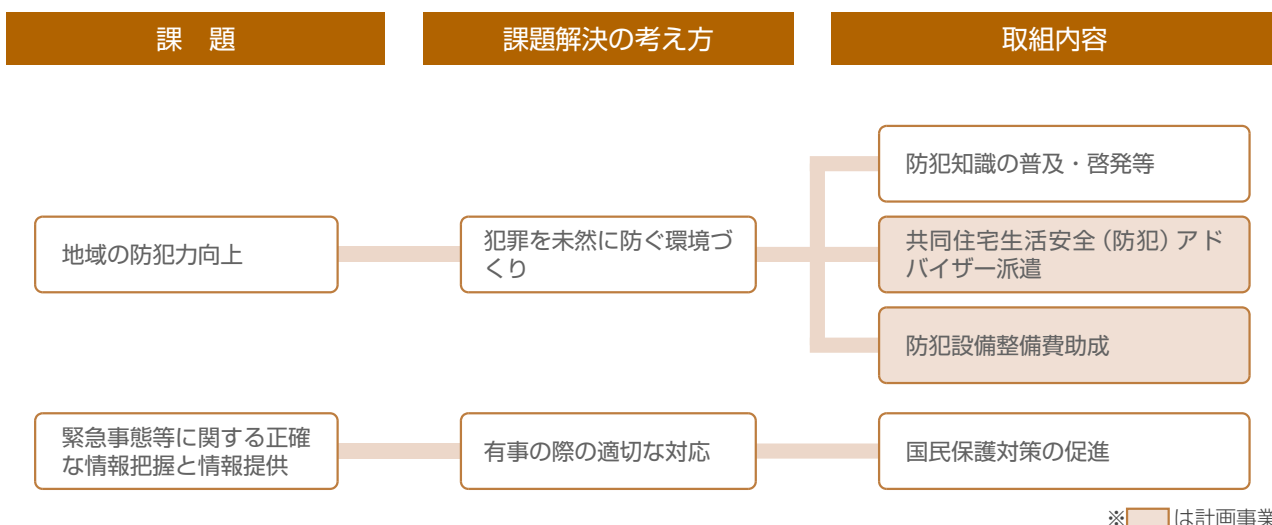 課　題
課題解決の考え方
取組内容
防犯知識の普及・啓発等
地域の防犯力向上
犯罪を未然に防ぐ環境づ
くり
共同住宅生活安全（防犯）アド
バイザー派遣
防犯設備整備費助成
緊急事態等に関する正確
な情報把握と情報提供
有事の際の適切な対応
国民保護対策の促進
※　は計画事業